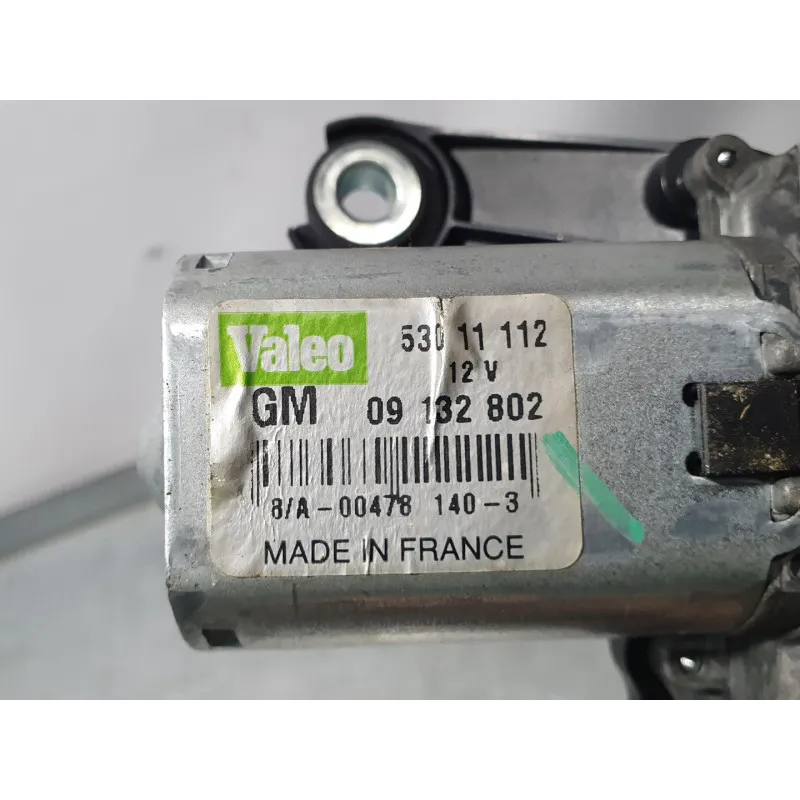 Valeo 530 11 112
12 V
GM 09 132 802
8/A-00478 140-3
MADE IN FRANCE